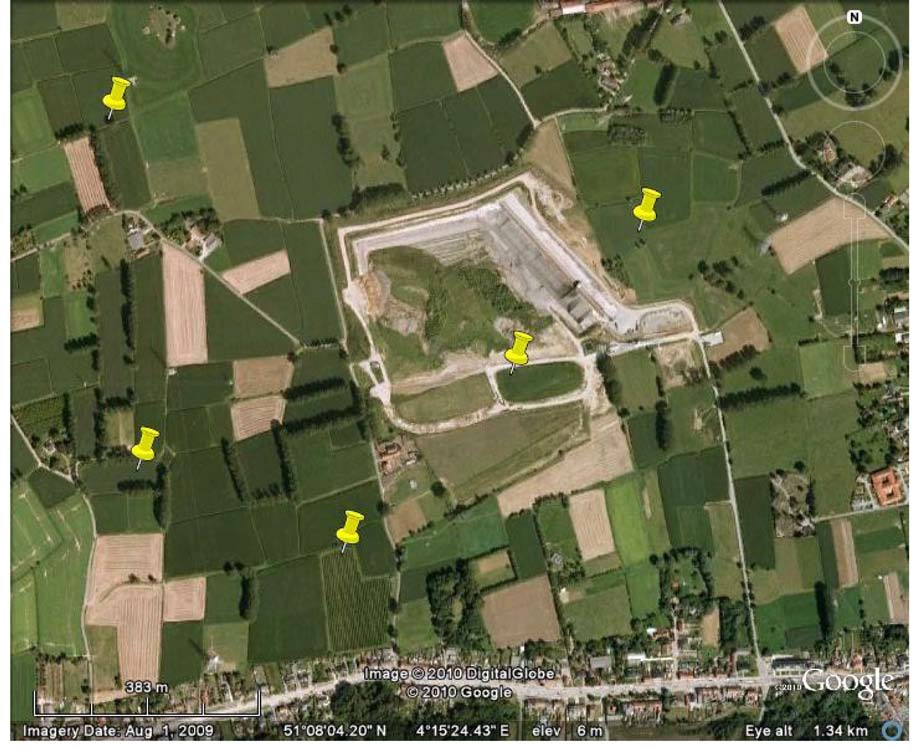 N
383 m
Image © 2010 DigitalGlobe
© 2010 Google
©2010 Google
Imagery Date: Aug 1, 2009 51°08'04.20" N 4°15'24.43" E elev 6 m Eye alt 1.34 km